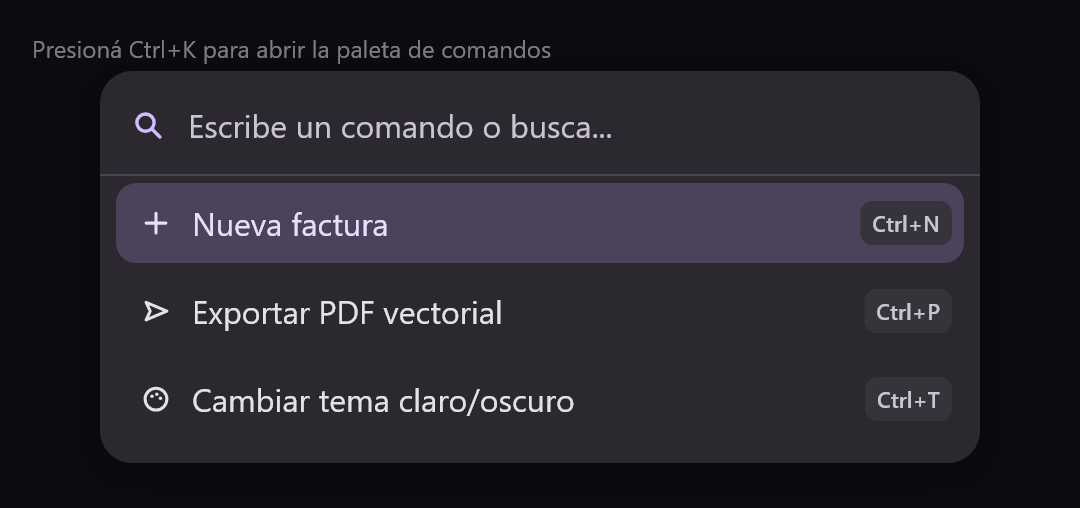 Presioná Ctrl+K para abrir la paleta de comandos
Escribe un comando o busca...
Nueva factura Ctrl+N
Exportar PDF vectorial Ctrl+P
Cambiar tema claro/oscuro Ctrl+T